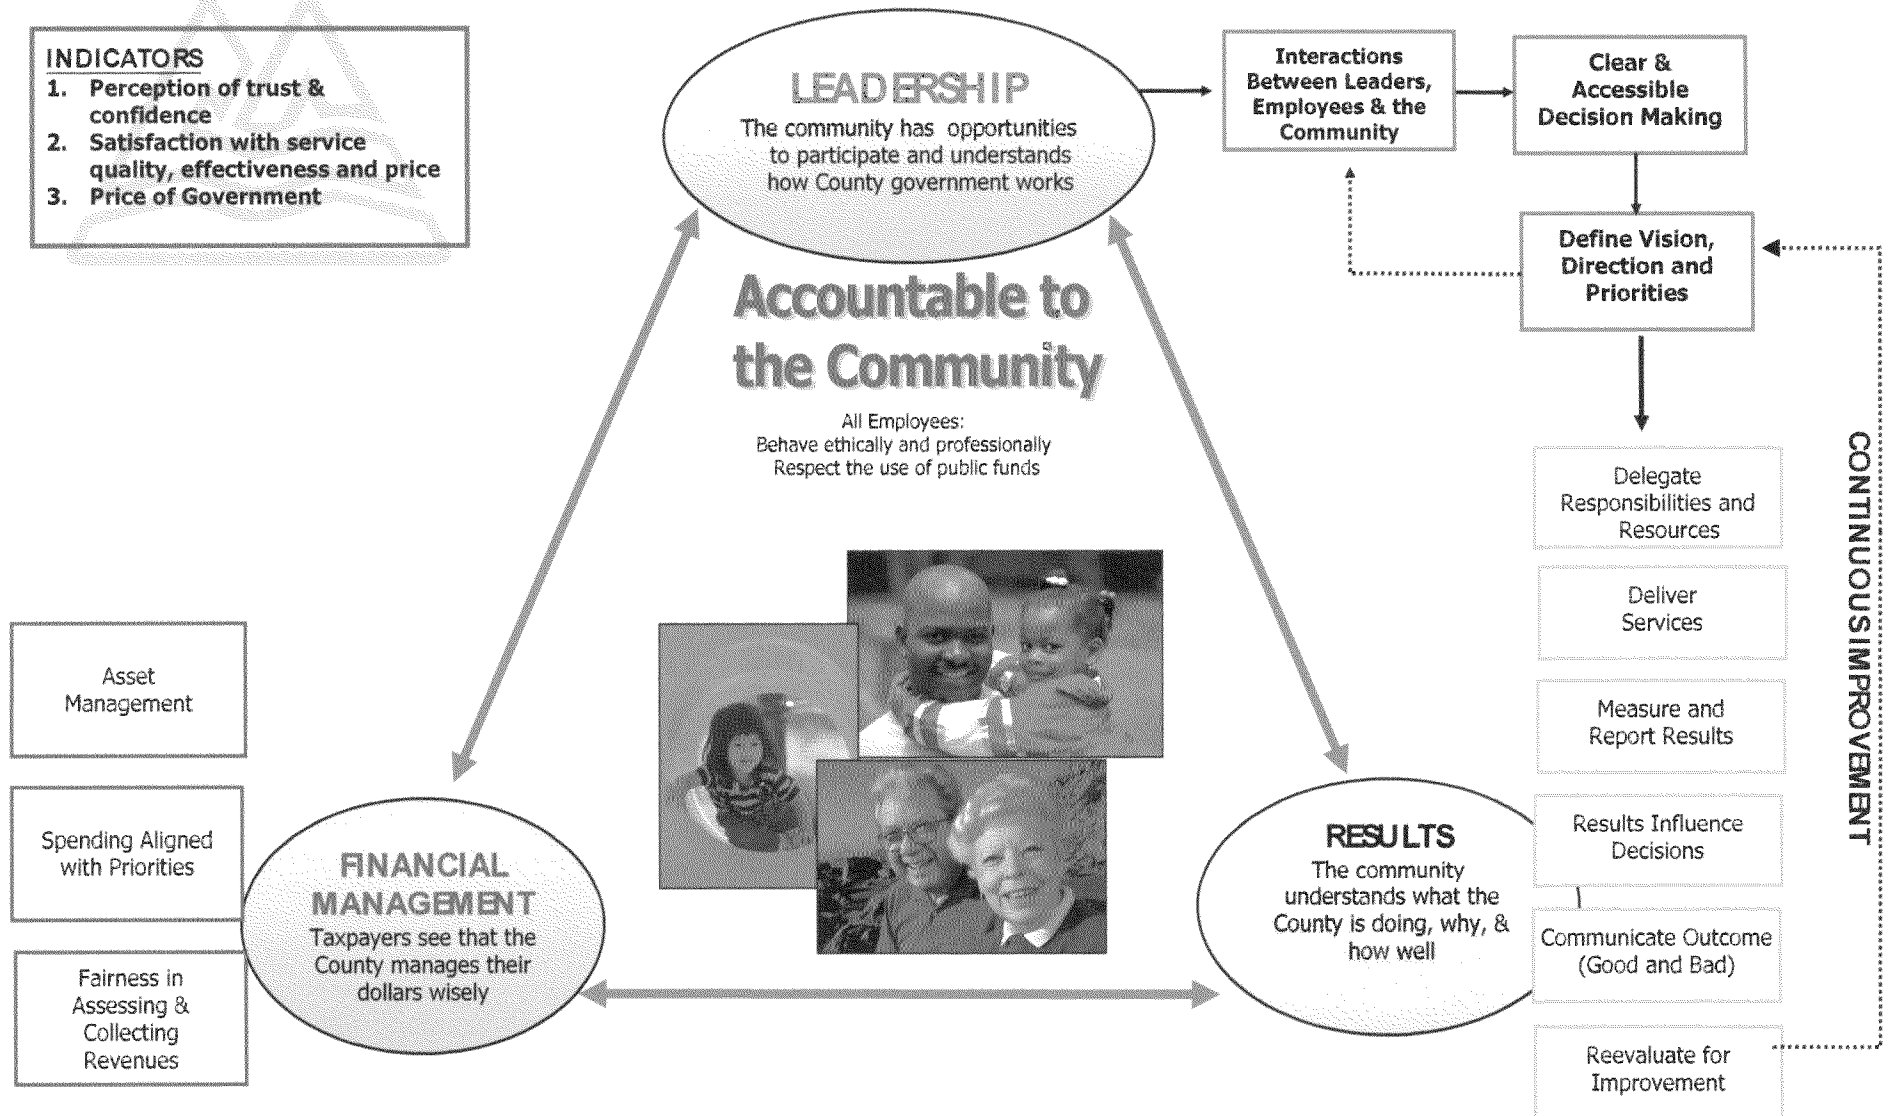 INDICATORS
1. Perception of trust &
confidence
2. Satisfaction with service
quality, effectiveness and price
3. Price of Government
LEADERSHIP
The community has opportunities
to participate and understands
how County government works
Interactions
Between Leaders,
Employees & the
Community
Clear &
Accessible
Decision Making
Define Vision,
Direction and
Priorities
Accountable to
the Community
All Employees:
Behave ethically and professionally
Respect the use of public funds
Delegate
Responsibilities and
Resources
Deliver
Services
Measure and
Report Results
Results Influence
Decisions
Communicate Outcome
(Good and Bad)
Reevaluate for
Improvement
CONTINUOUS IMPROVEMENT
Asset
Management
Spending Aligned
with Priorities
Fairness in
Assessing &
Collecting
Revenues
FINANCIAL
MANAGEMENT
Taxpayers see that the
County manages their
dollars wisely
RESULTS
The community
understands what the
County is doing, why, &
how well